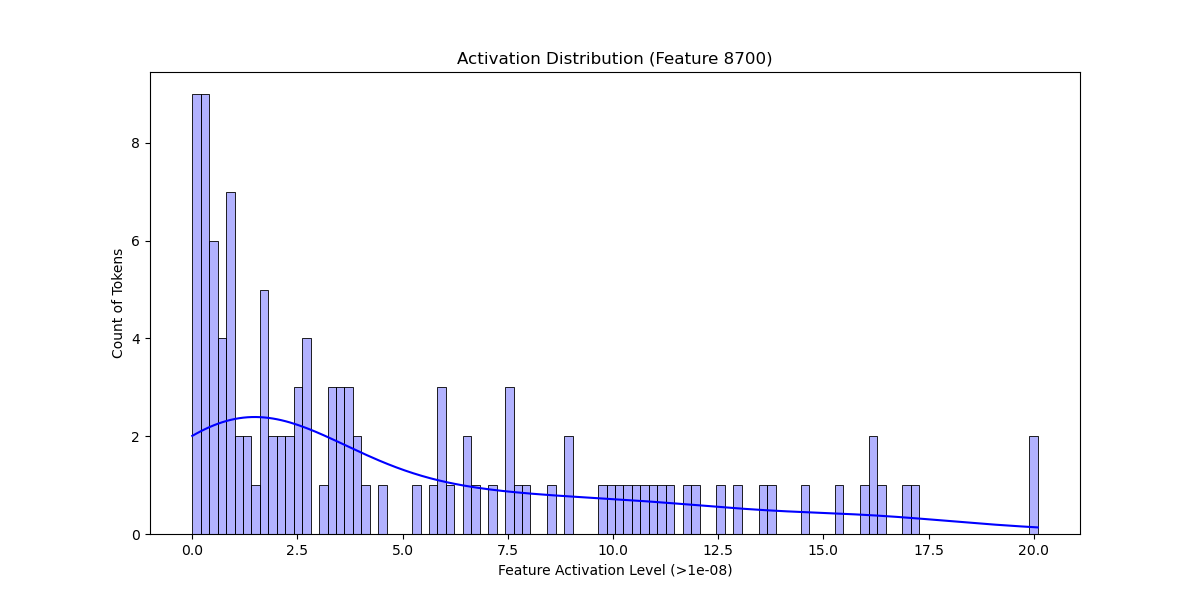 Activation Distribution (Feature 8700)
Count of Tokens
8
6
4
2
0
0.0 2.5 5.0 7.5 10.0 12.5 15.0 17.5 20.0
Feature Activation Level (>1e-08)